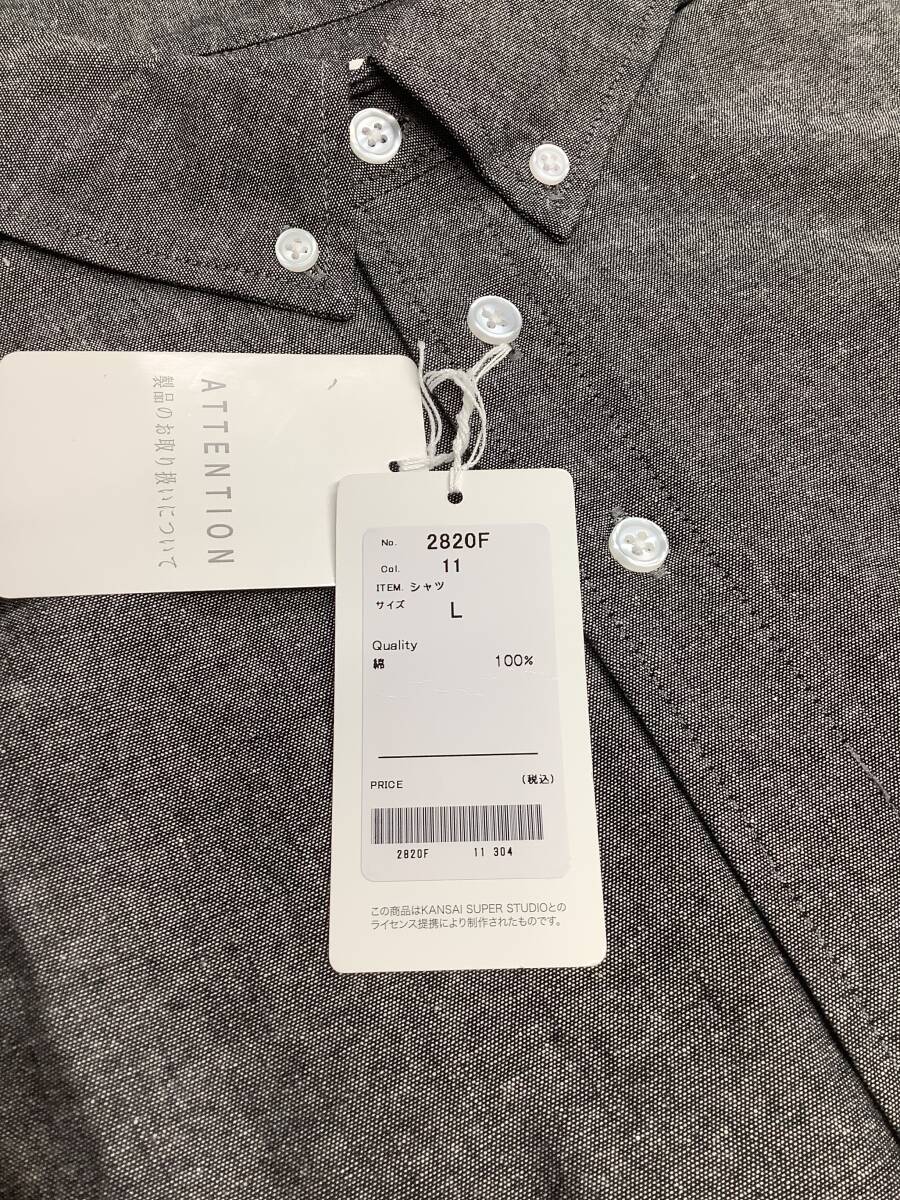 ATTENTION
製品のお取り扱いについて
No. 2820F
Col. 11
ITEM. シャツ
サイズ L
Quality
綿 100%
PRICE (税込)
2820F 11 304
この商品はKANSAI SUPER STUDIOとの
ライセンス提携により制作されたものです。